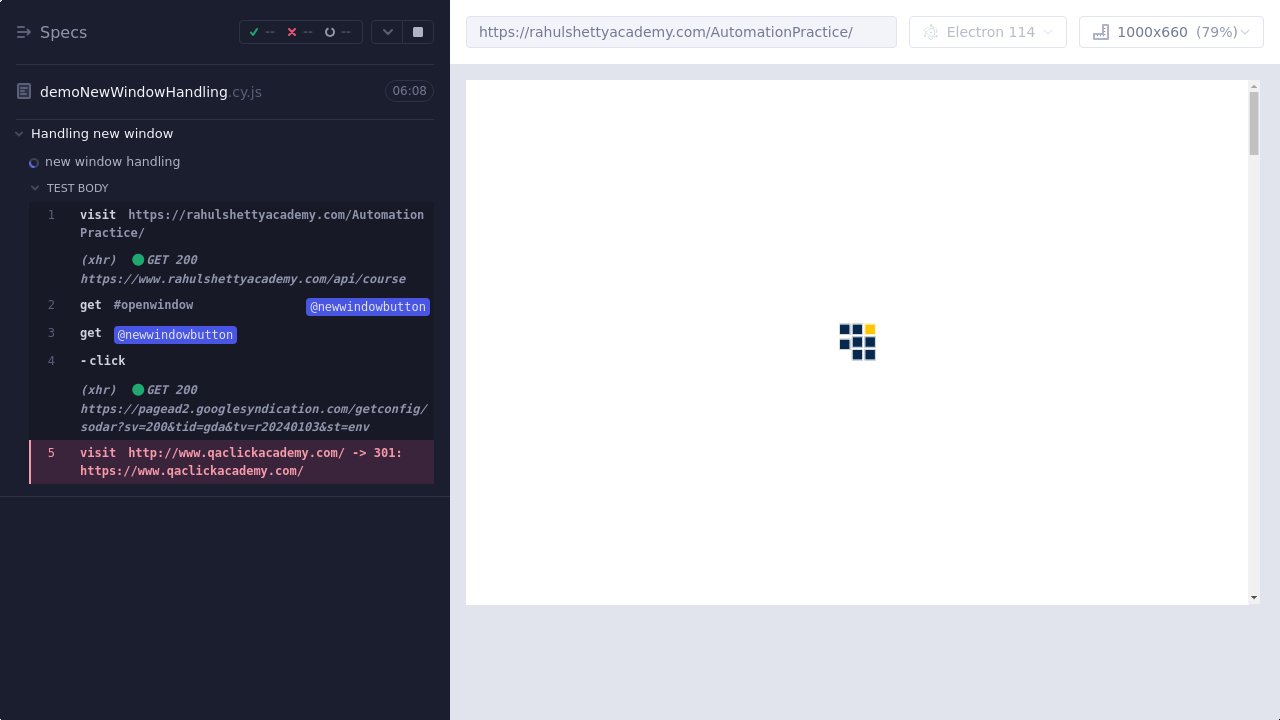 Specs
--
--
--
demoNewWindowHandling.cy.js
06:08
Handling new window
new window handling
TEST BODY
1 visit https://rahulshettyacademy.com/Automation
Practice/
(xhr) GET 200
https://www.rahulshettyacademy.com/api/course
2 get #openwindow @newwindowbutton
3 get @newwindowbutton
4 -click
(xhr) GET 200
https://pagead2.googlesyndication.com/getconfig/
sodar?sv=200&tid=gda&tv=r20240103&st=env
5 visit http://www.qaclickacademy.com/ -> 301:
https://www.qaclickacademy.com/
https://rahulshettyacademy.com/AutomationPractice/
Electron 114
1000x660 (79%)